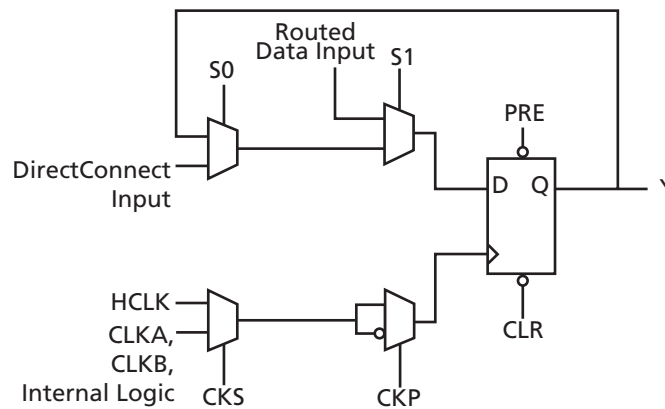 Routed
Data Input
S1
S0
PRE
DirectConnect
Input
D Q
HCLK
CLKA,
CLKB,
Internal Logic
CKS
CKP
CLR